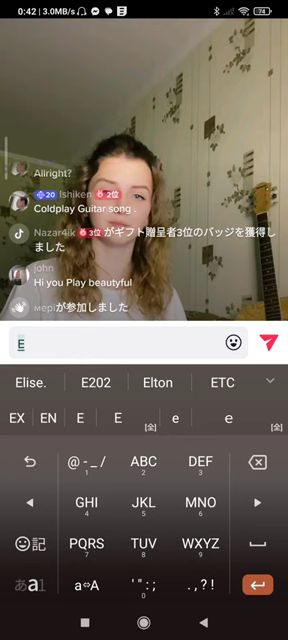 0:42 | 3.0MB/s
74
Allright?
20 Ishiken 2位
Coldplay Guitar song .
Nazar4ik 3位 がギフト贈呈者3位のバッジを獲得し
ました
john
Hi you Play beautyful
мерiが参加しました
E
Elise. E202 Elton ETC
EX EN E E [全] e e [全]
@-_/ ABC DEF
1 2 3
GHI JKL MNO
4 5 6
記 PQRS TUV WXYZ
7 8 9
あa1 a⇔A '":; .,?!
0